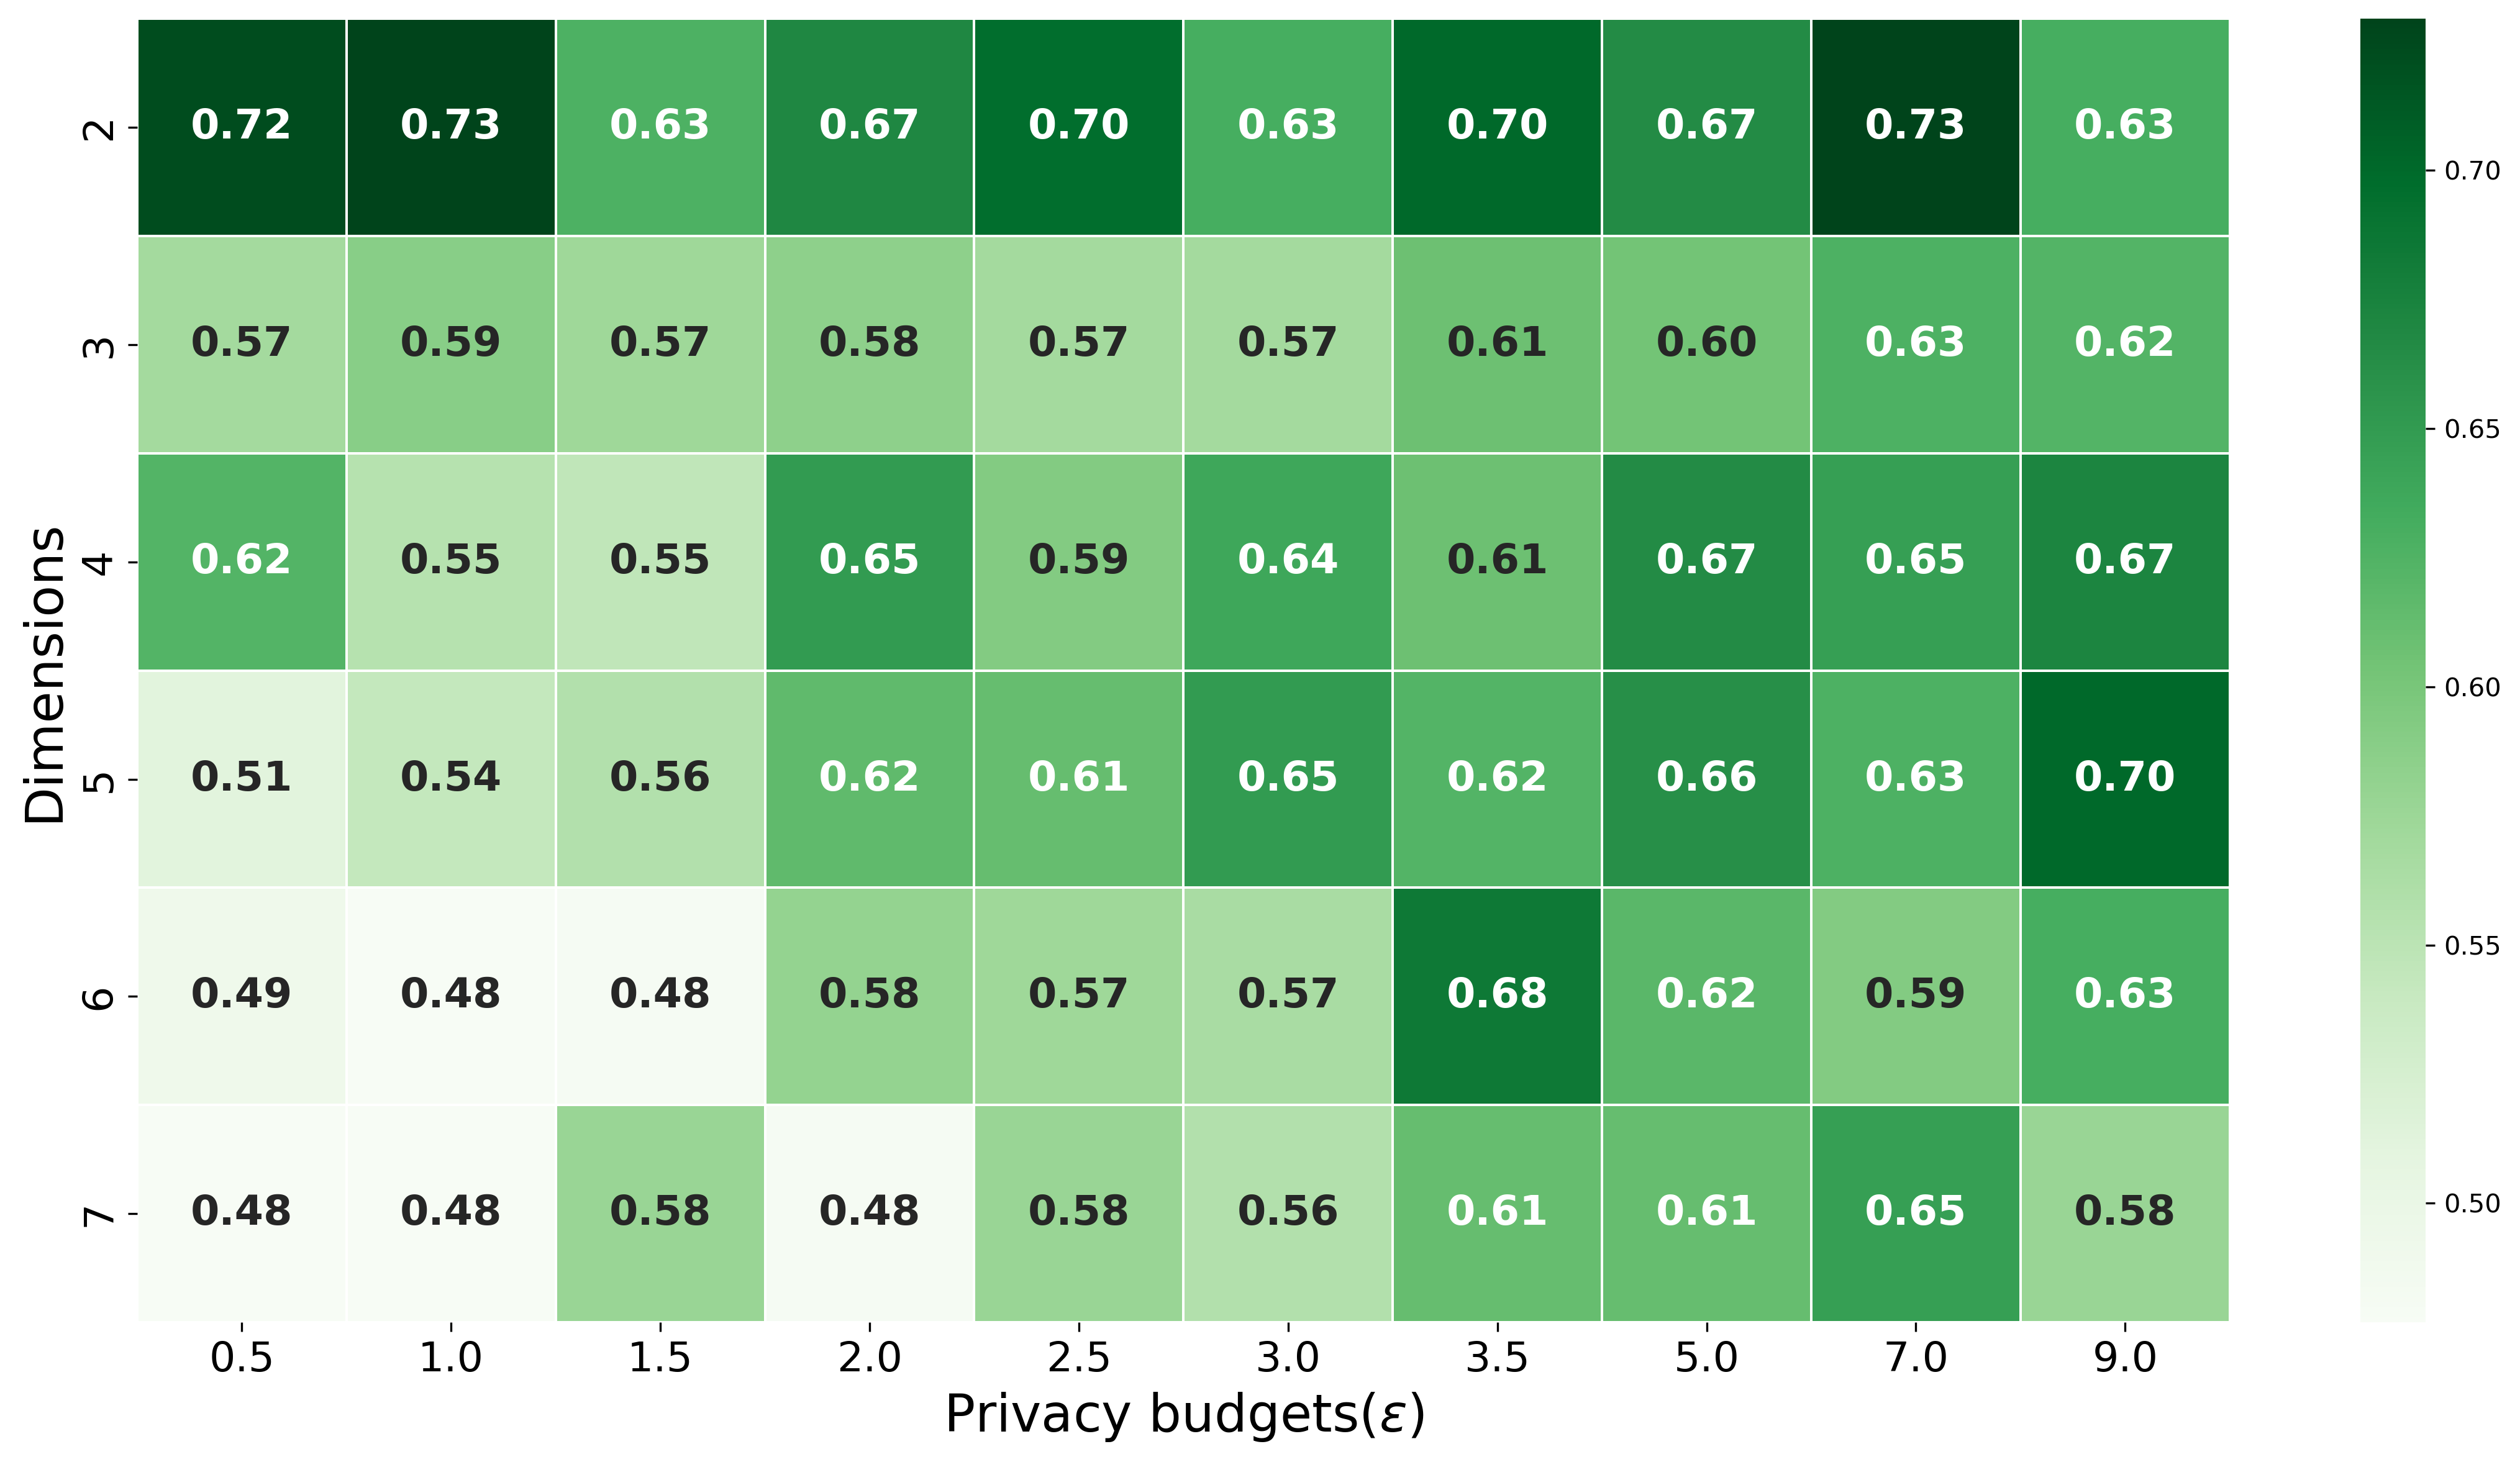 2 0.72 0.73 0.63 0.67 0.70 0.63 0.70 0.67 0.73 0.63
3 0.57 0.59 0.57 0.58 0.57 0.57 0.61 0.60 0.63 0.62
4 0.62 0.55 0.55 0.65 0.59 0.64 0.61 0.67 0.65 0.67
5 0.51 0.54 0.56 0.62 0.61 0.65 0.62 0.66 0.63 0.70
6 0.49 0.48 0.48 0.58 0.57 0.57 0.68 0.62 0.59 0.63
7 0.48 0.48 0.58 0.48 0.58 0.56 0.61 0.61 0.65 0.58
0.5 1.0 1.5 2.0 2.5 3.0 3.5 5.0 7.0 9.0
Privacy budgets(ε)
Dimensions
0.70
0.65
0.60
0.55
0.50